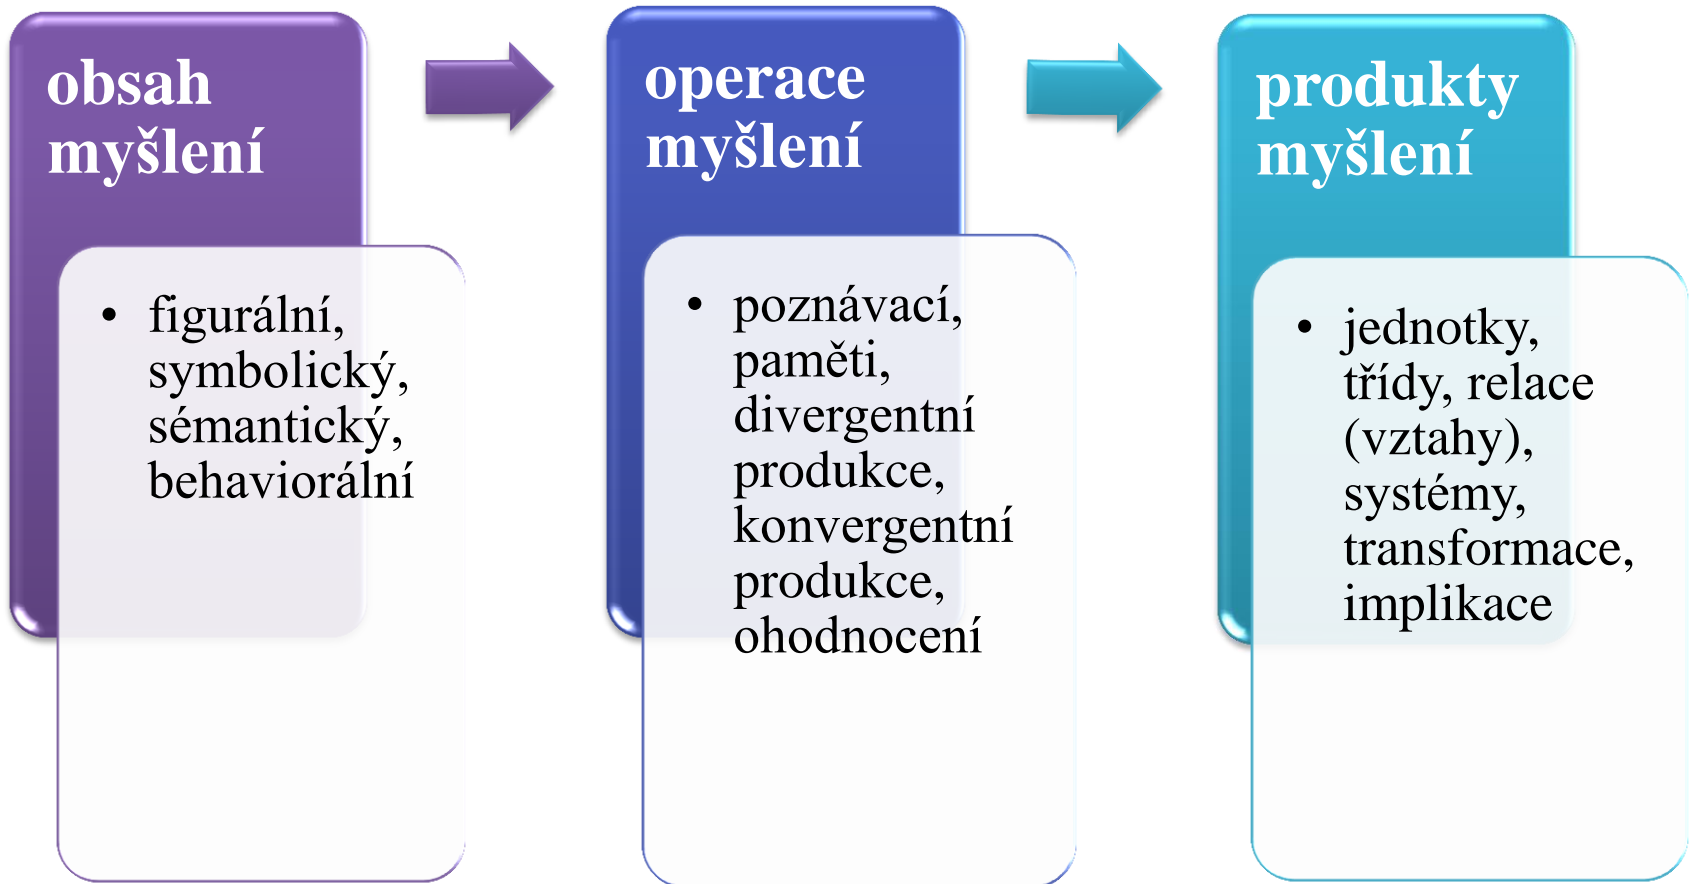 obsah
myšlení
• figurální,
symbolický,
sémantický,
behaviorální
operace
myšlení
• poznávací,
paměti,
divergentní
produkce,
konvergentní
produkce,
ohodnocení
produkty
myšlení
• jednotky,
třídy, relace
(vztahy),
systémy,
transformace,
implikace